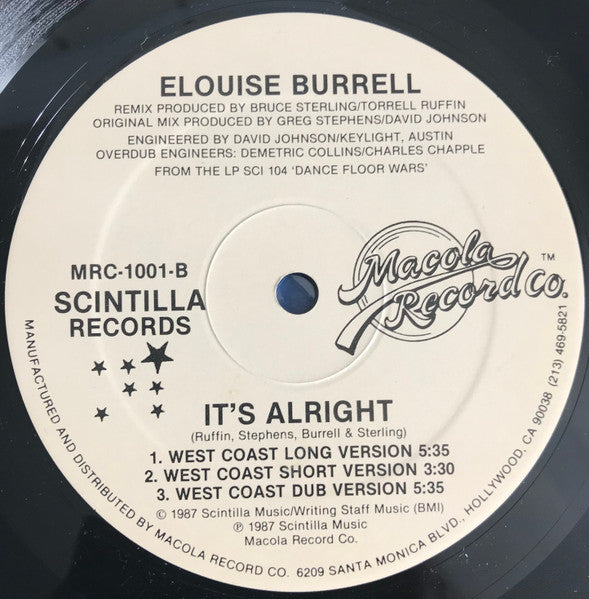 ELOUISE BURRELL
REMIX PRODUCED BY BRUCE STERLING/TORRELL RUFFIN
ORIGINAL MIX PRODUCED BY GREG STEPHENS/DAVID JOHNSON
ENGINEERED BY DAVID JOHNSON/KEYLIGHT, AUSTIN
OVERDUB ENGINEERS: DEMETRIC COLLINS/CHARLES CHAPPLE
FROM THE LP SCI 104 'DANCE FLOOR WARS'
MRC-1001-B
SCINTILLA
RECORDS
Macola
Record Co.
TM
IT'S ALRIGHT
(Ruffin, Stephens, Burrell & Sterling)
1. WEST COAST LONG VERSION 5:35
2. WEST COAST SHORT VERSION 3:30
3. WEST COAST DUB VERSION 5:35
© 1987 Scintilla Music/Writing Staff Music (BMI)
℗ 1987 Scintilla Music
Macola Record Co.
MANUFACTURED AND DISTRIBUTED BY MACOLA RECORD CO. 6209 SANTA MONICA BLVD., HOLLYWOOD, CA 90038 (213) 469-5821